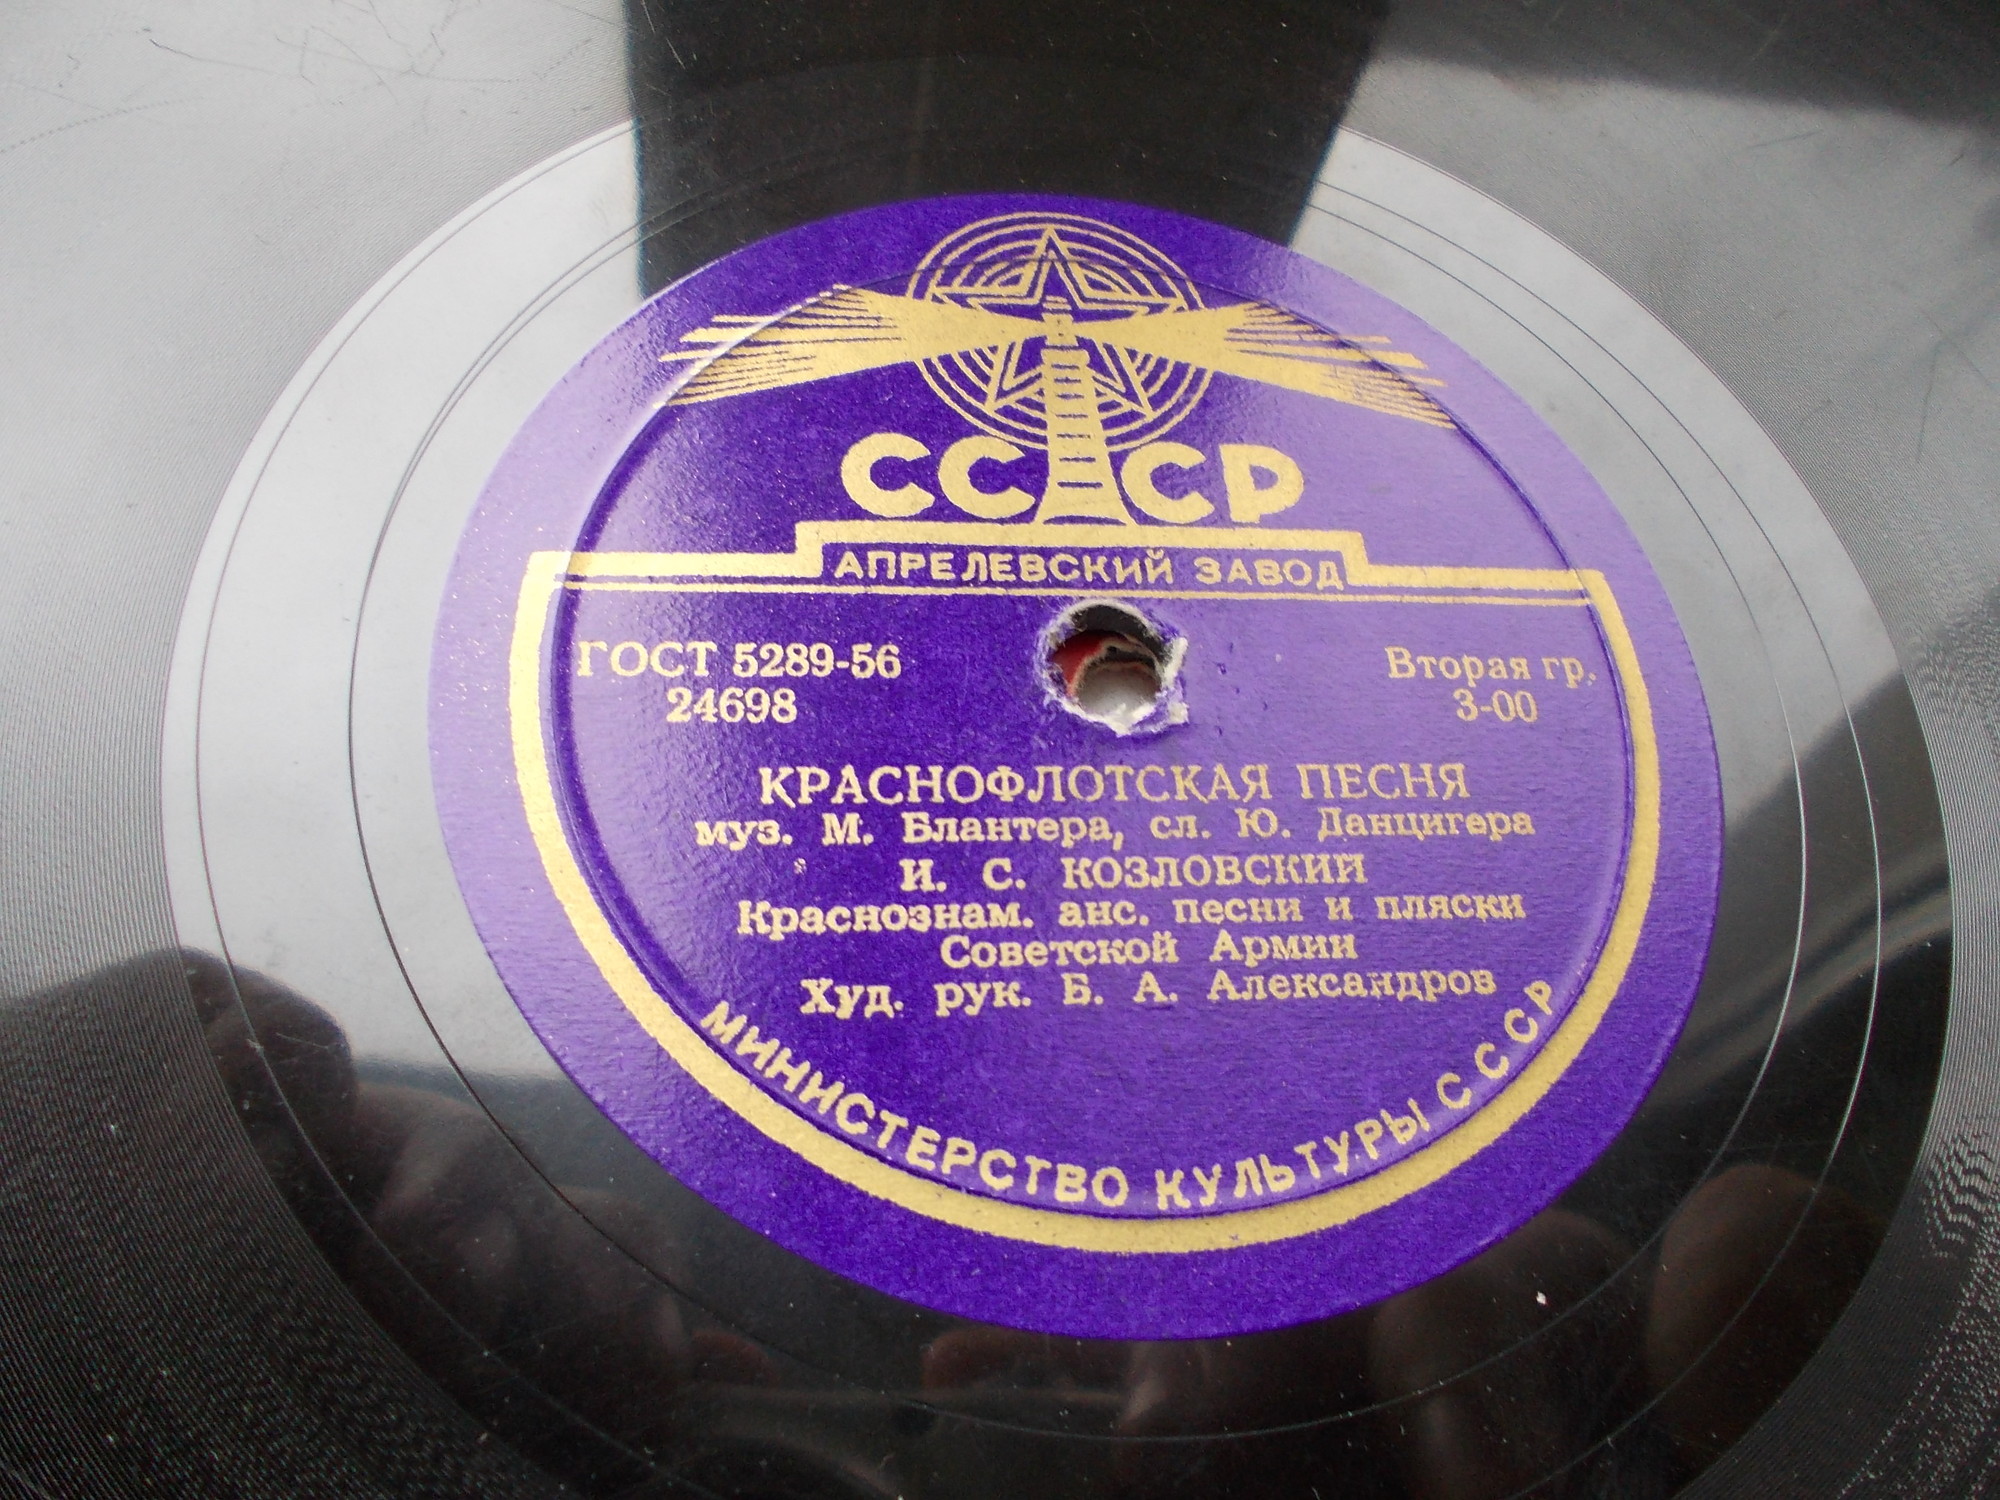 СССР
АПРЕЛЕВСКИЙ ЗАВОД
ГОСТ 5289-56
24698
Вторая гр.
3-00
КРАСНОФЛОТСКАЯ ПЕСНЯ
муз. М. Блантера, сл. Ю. Данцигера
И. С. КОЗЛОВСКИЙ
Краснознам. анс. песни и пляски
Советской Армии
Худ. рук. Б. А. Александров
МИНИСТЕРСТВО КУЛЬТУРЫ СССР